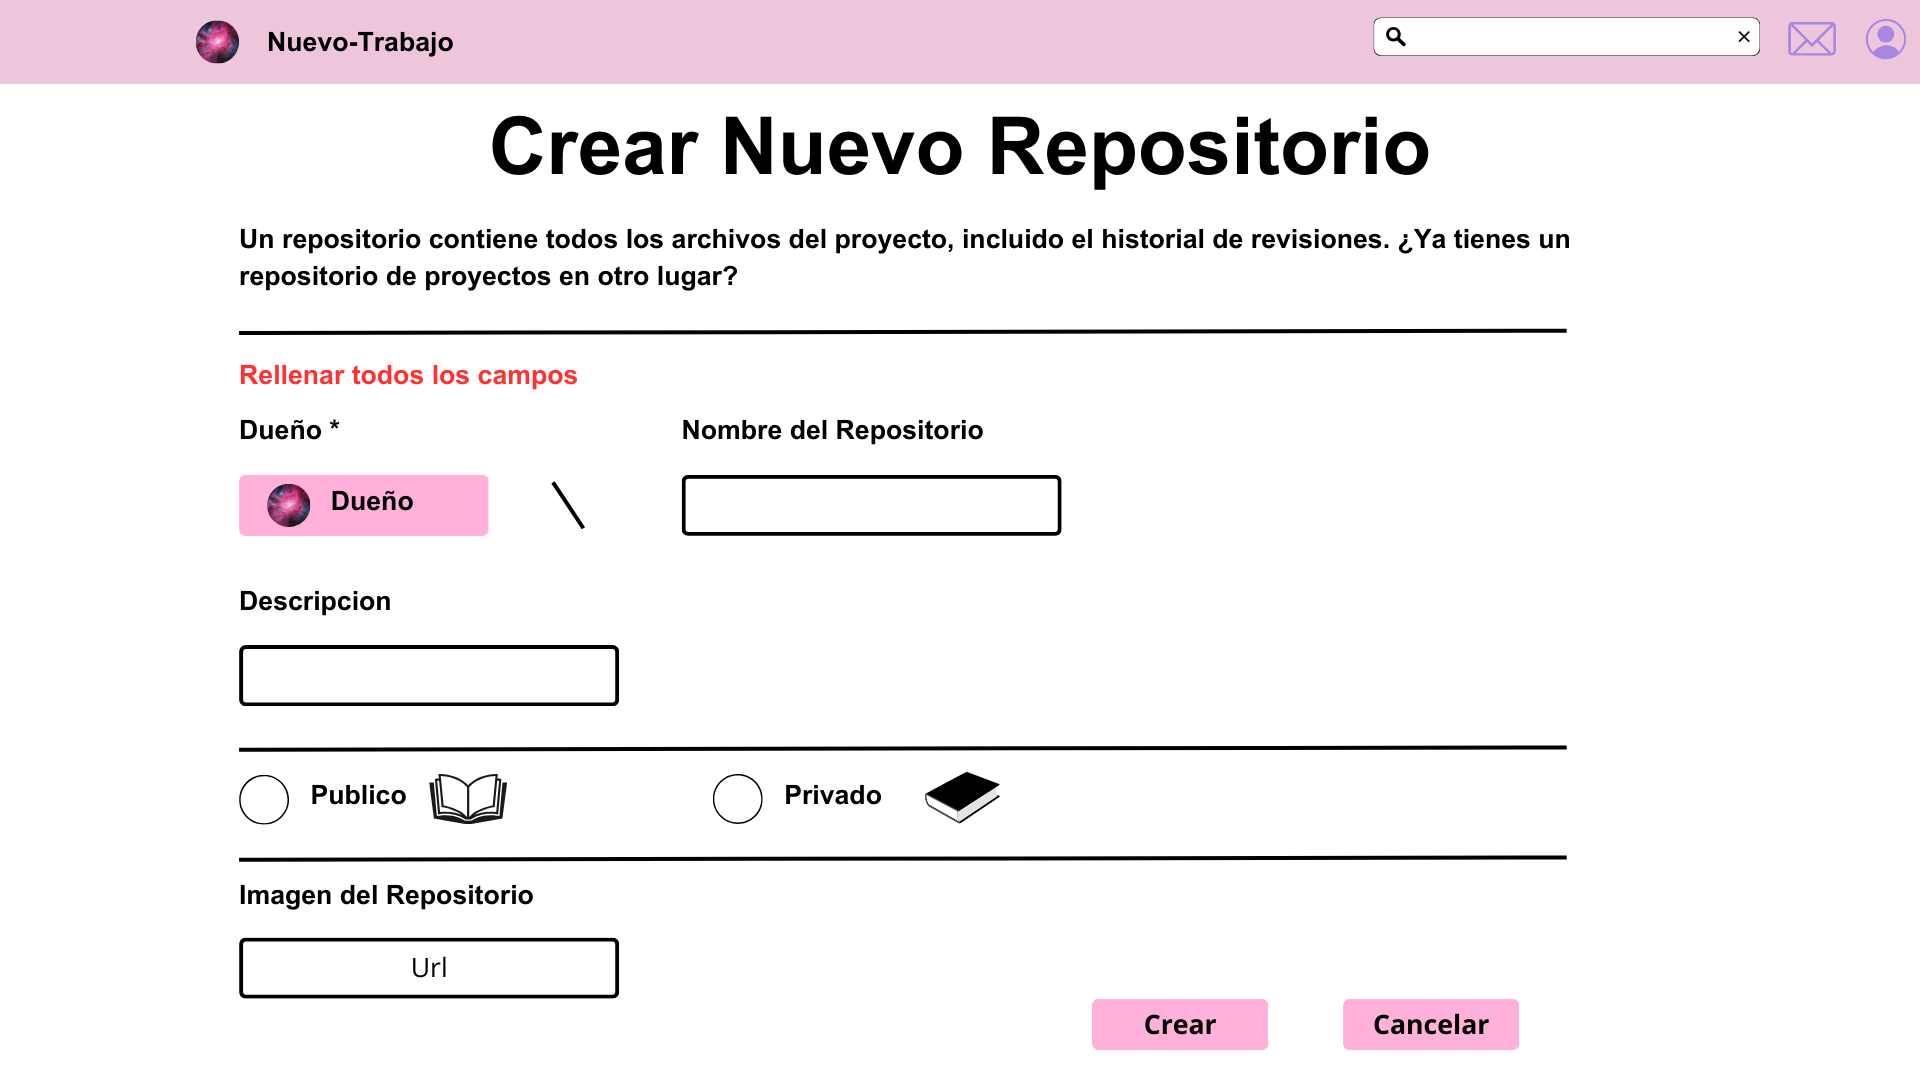 Nuevo-Trabajo
Crear Nuevo Repositorio
Un repositorio contiene todos los archivos del proyecto, incluido el historial de revisiones. ¿Ya tienes un
repositorio de proyectos en otro lugar?
Rellenar todos los campos
Dueño *
Nombre del Repositorio
Dueño
Descripcion
Publico
Privado
Imagen del Repositorio
Url
Crear
Cancelar